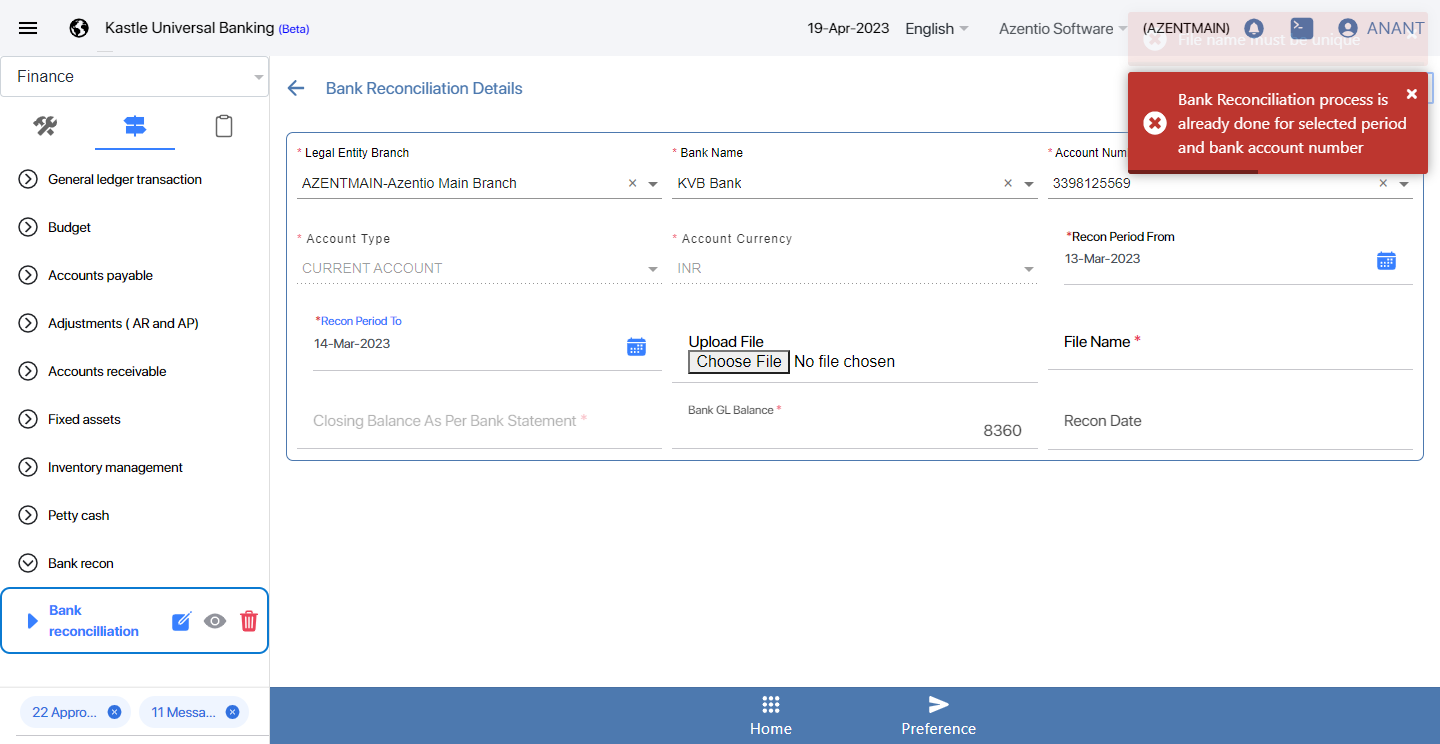 Kastle Universal Banking (Beta)
19-Apr-2023
English
Azentio Software
(AZENTMAIN)
ANANT
File name must be unique
Finance
Bank Reconciliation Details
Bank Reconciliation process is
already done for selected period
and bank account number
General ledger transaction
Budget
Accounts payable
Adjustments ( AR and AP)
Accounts receivable
Fixed assets
Inventory management
Petty cash
Bank recon
Bank
reconcilliation
22 Appro...
11 Messa...
* Legal Entity Branch
AZENTMAIN-Azentio Main Branch
* Bank Name
KVB Bank
* Account Num
3398125569
* Account Type
CURRENT ACCOUNT
* Account Currency
INR
*Recon Period From
13-Mar-2023
*Recon Period To
14-Mar-2023
Upload File
Choose File No file chosen
File Name *
Closing Balance As Per Bank Statement *
Bank GL Balance *
8360
Recon Date
Home
Preference